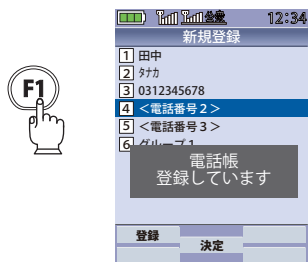 F1
公衆 12:34
新規登録
1 田中
2 ﾀﾅｶ
3 0312345678
4 <電話番号２>
5 <電話番号３>
6 グループ1
電話帳
登録しています
登録
決定